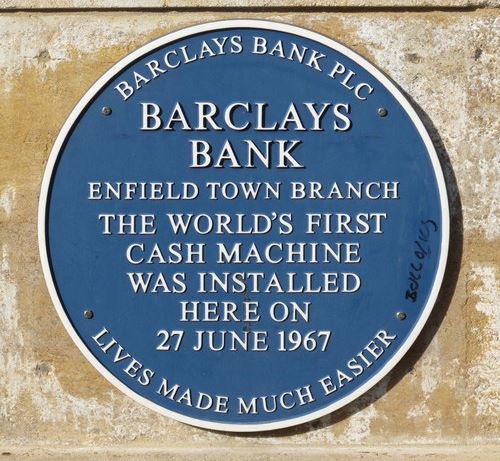 BARCLAYS BANK PLC
BARCLAYS
BANK
ENFIELD TOWN BRANCH
THE WORLD'S FIRST
CASH MACHINE
WAS INSTALLED
HERE ON
27 JUNE 1967
LIVES MADE MUCH EASIER
BOLLOCKS